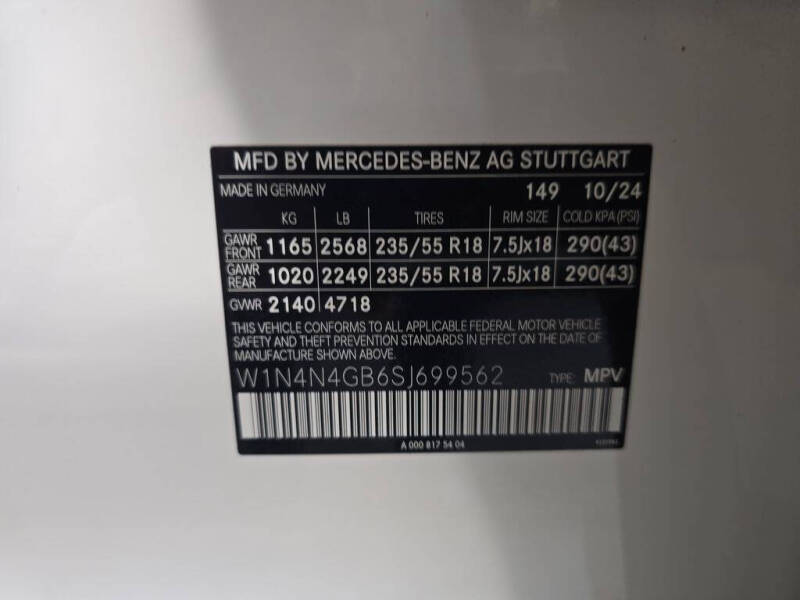 MFD BY MERCEDES-BENZ AG STUTTGART
MADE IN GERMANY 149 10/24
KG LB TIRES RIM SIZE COLD KPA (PSI)
GAWR FRONT 1165 2568 235/55 R18 7.5Jx18 290(43)
GAWR REAR 1020 2249 235/55 R18 7.5Jx18 290(43)
GVWR 2140 4718
THIS VEHICLE CONFORMS TO ALL APPLICABLE FEDERAL MOTOR VEHICLE
SAFETY AND THEFT PREVENTION STANDARDS IN EFFECT ON THE DATE OF
MANUFACTURE SHOWN ABOVE.
W1N4N4GB6SJ699562 TYPE: MPV
A 000 817 54 04